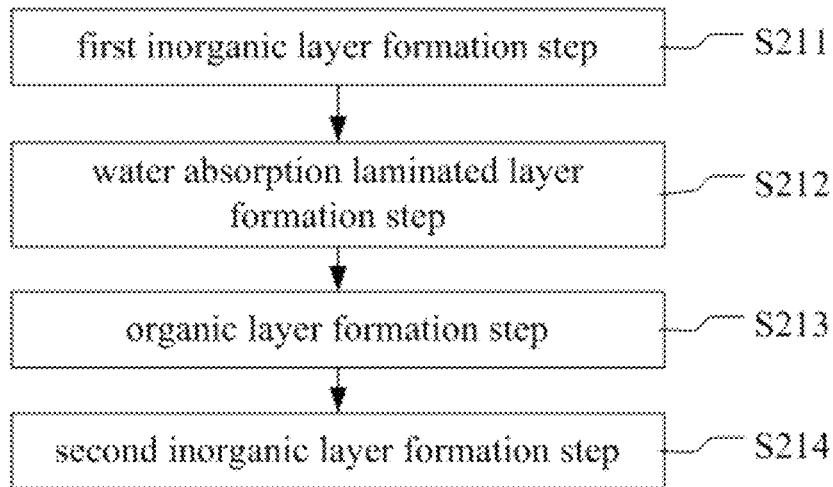 first inorganic layer formation step
S211
water absorption laminated layer
formation step
S212
organic layer formation step
S213
second inorganic layer formation step
S214